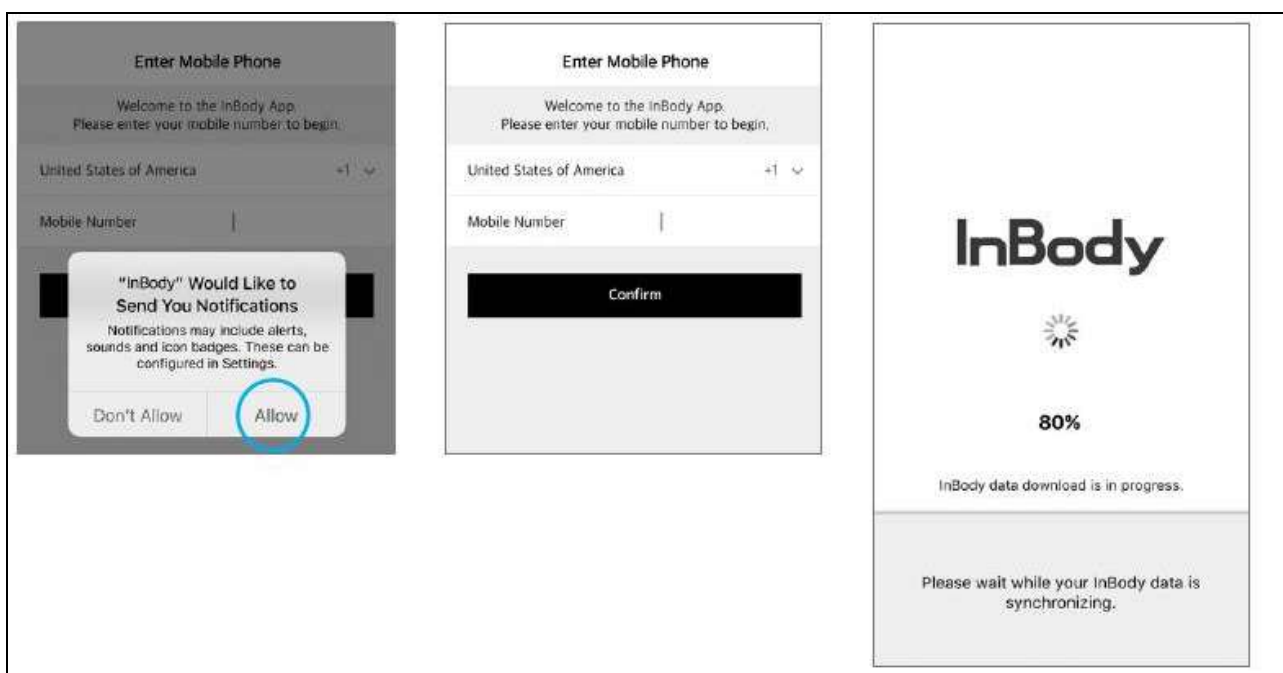 Enter Mobile Phone
Welcome to the InBody App.
Please enter your mobile number to begin.
United States of America +1
Mobile Number
"InBody" Would Like to
Send You Notifications
Notifications may include alerts,
sounds and icon badges. These can be
configured in Settings.
Don't Allow Allow
Enter Mobile Phone
Welcome to the InBody App.
Please enter your mobile number to begin.
United States of America +1
Mobile Number
Confirm
InBody
80%
InBody data download is in progress.
Please wait while your InBody data is
synchronizing.